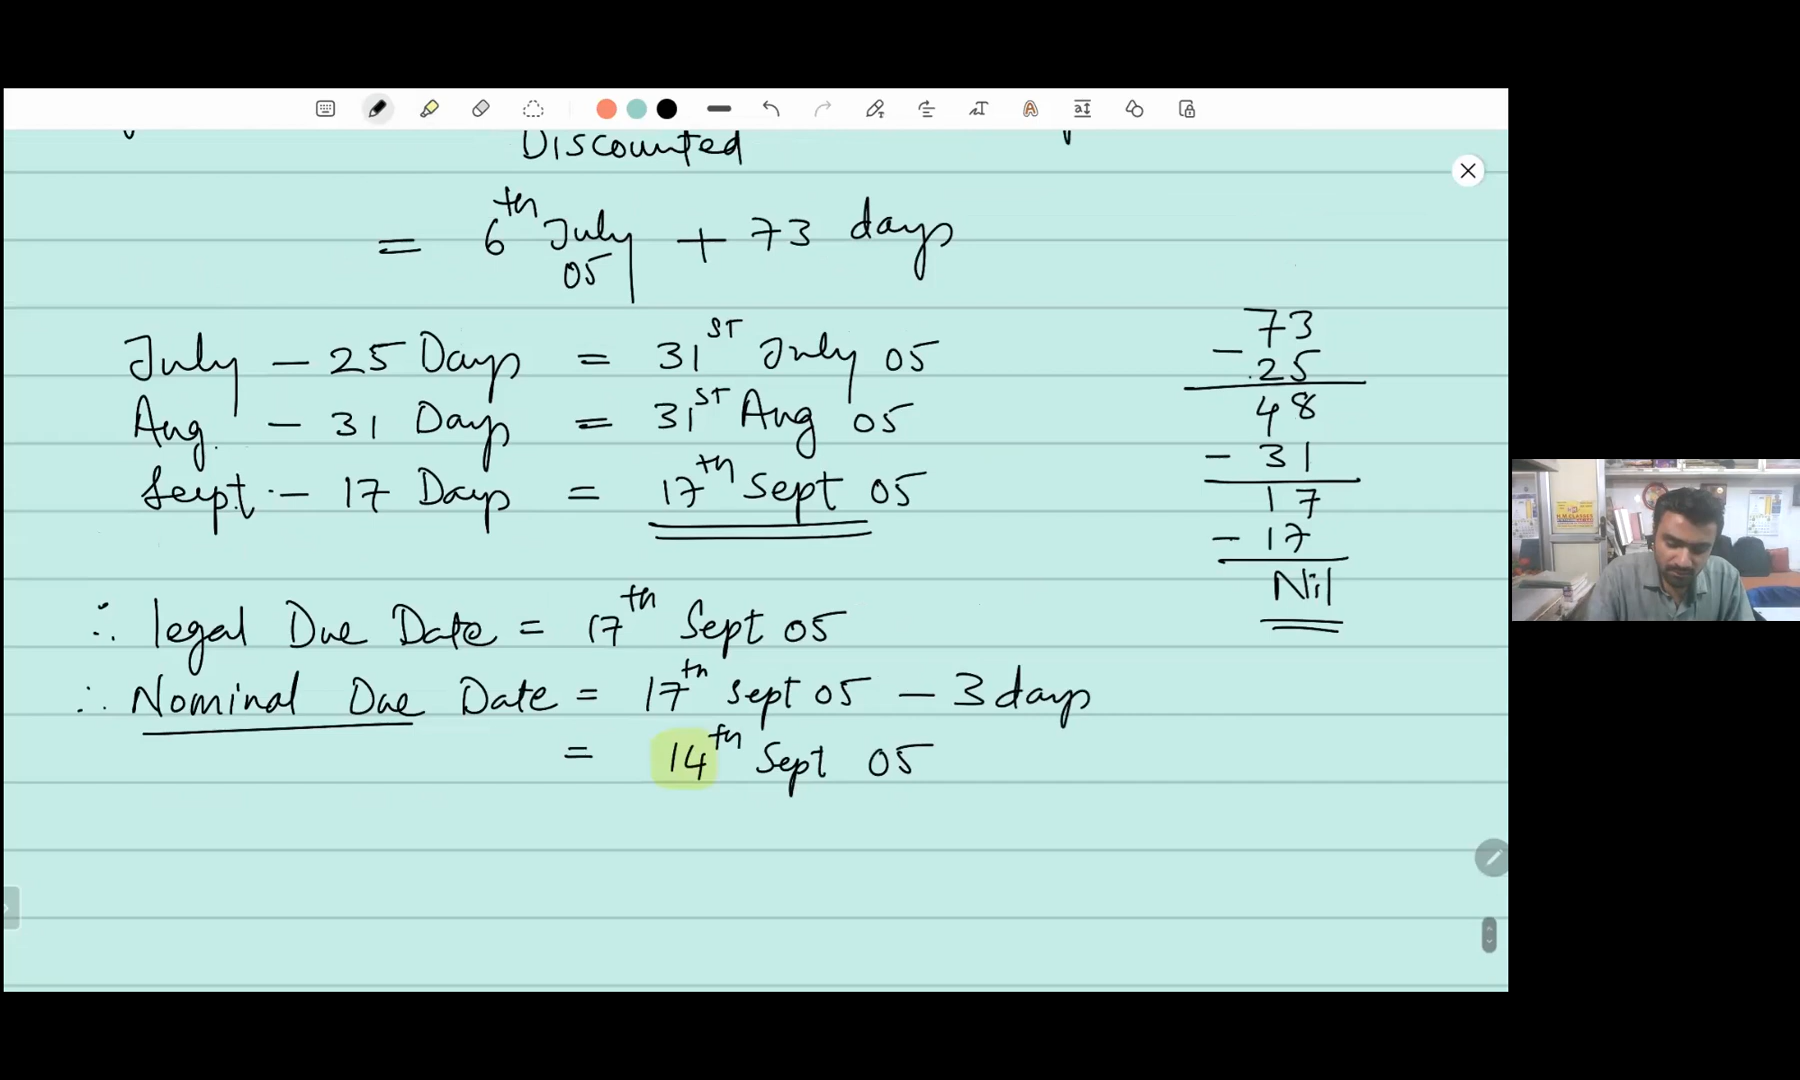 Discounted
= 6th July 05 + 73 days
July - 25 Days = 31ST July 05
Aug. - 31 Days = 31ST Aug 05
Sept. - 17 Days = 17th Sept 05
73
- 25
48
- 31
17
- 17
Nil
∴ legal Due Date = 17th Sept 05
∴ Nominal Due Date = 17th Sept 05 - 3 days
= 14th Sept 05